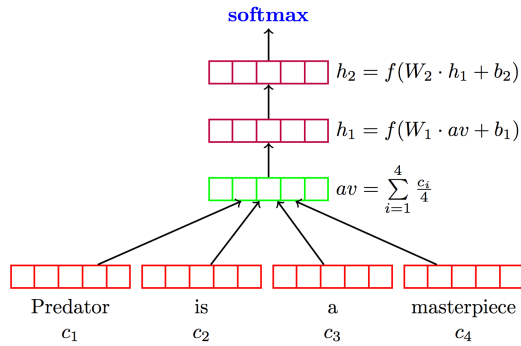 softmax
h₂ = f(W₂ · h₁ + b₂)
h₁ = f(W₁ · av + b₁)
av = ∑_{i=1}^{4} c_i/4
Predator is a masterpiece
c₁ c₂ c₃ c₄